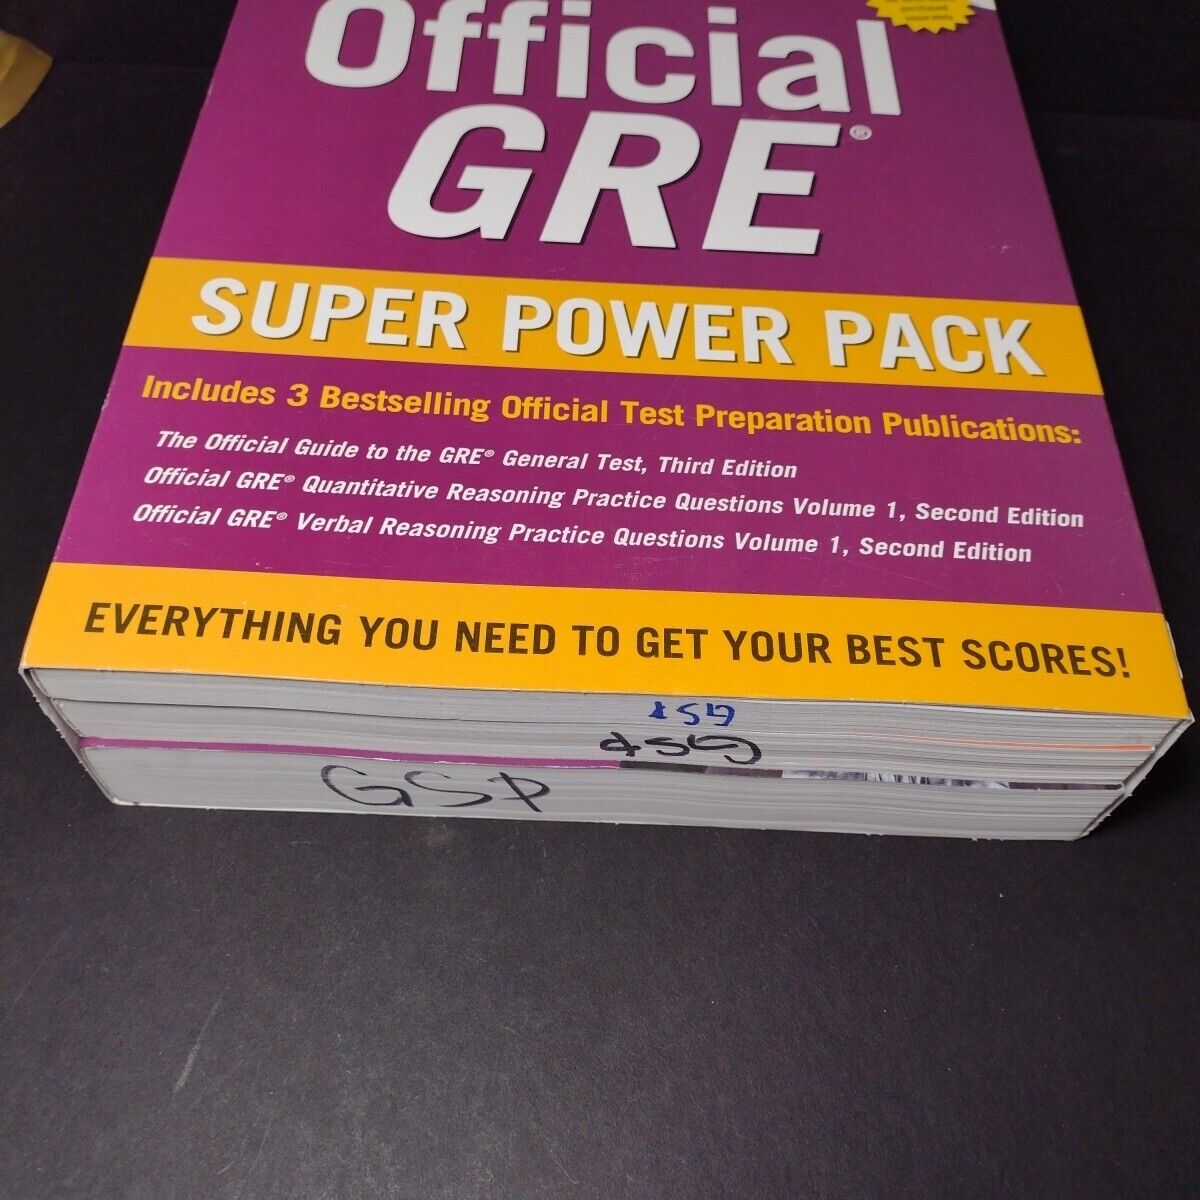 Official
GRE®
SUPER POWER PACK
Includes 3 Bestselling Official Test Preparation Publications:
The Official Guide to the GRE® General Test, Third Edition
Official GRE® Quantitative Reasoning Practice Questions Volume 1, Second Edition
Official GRE® Verbal Reasoning Practice Questions Volume 1, Second Edition
EVERYTHING YOU NEED TO GET YOUR BEST SCORES!
GSP
GSP
GSP